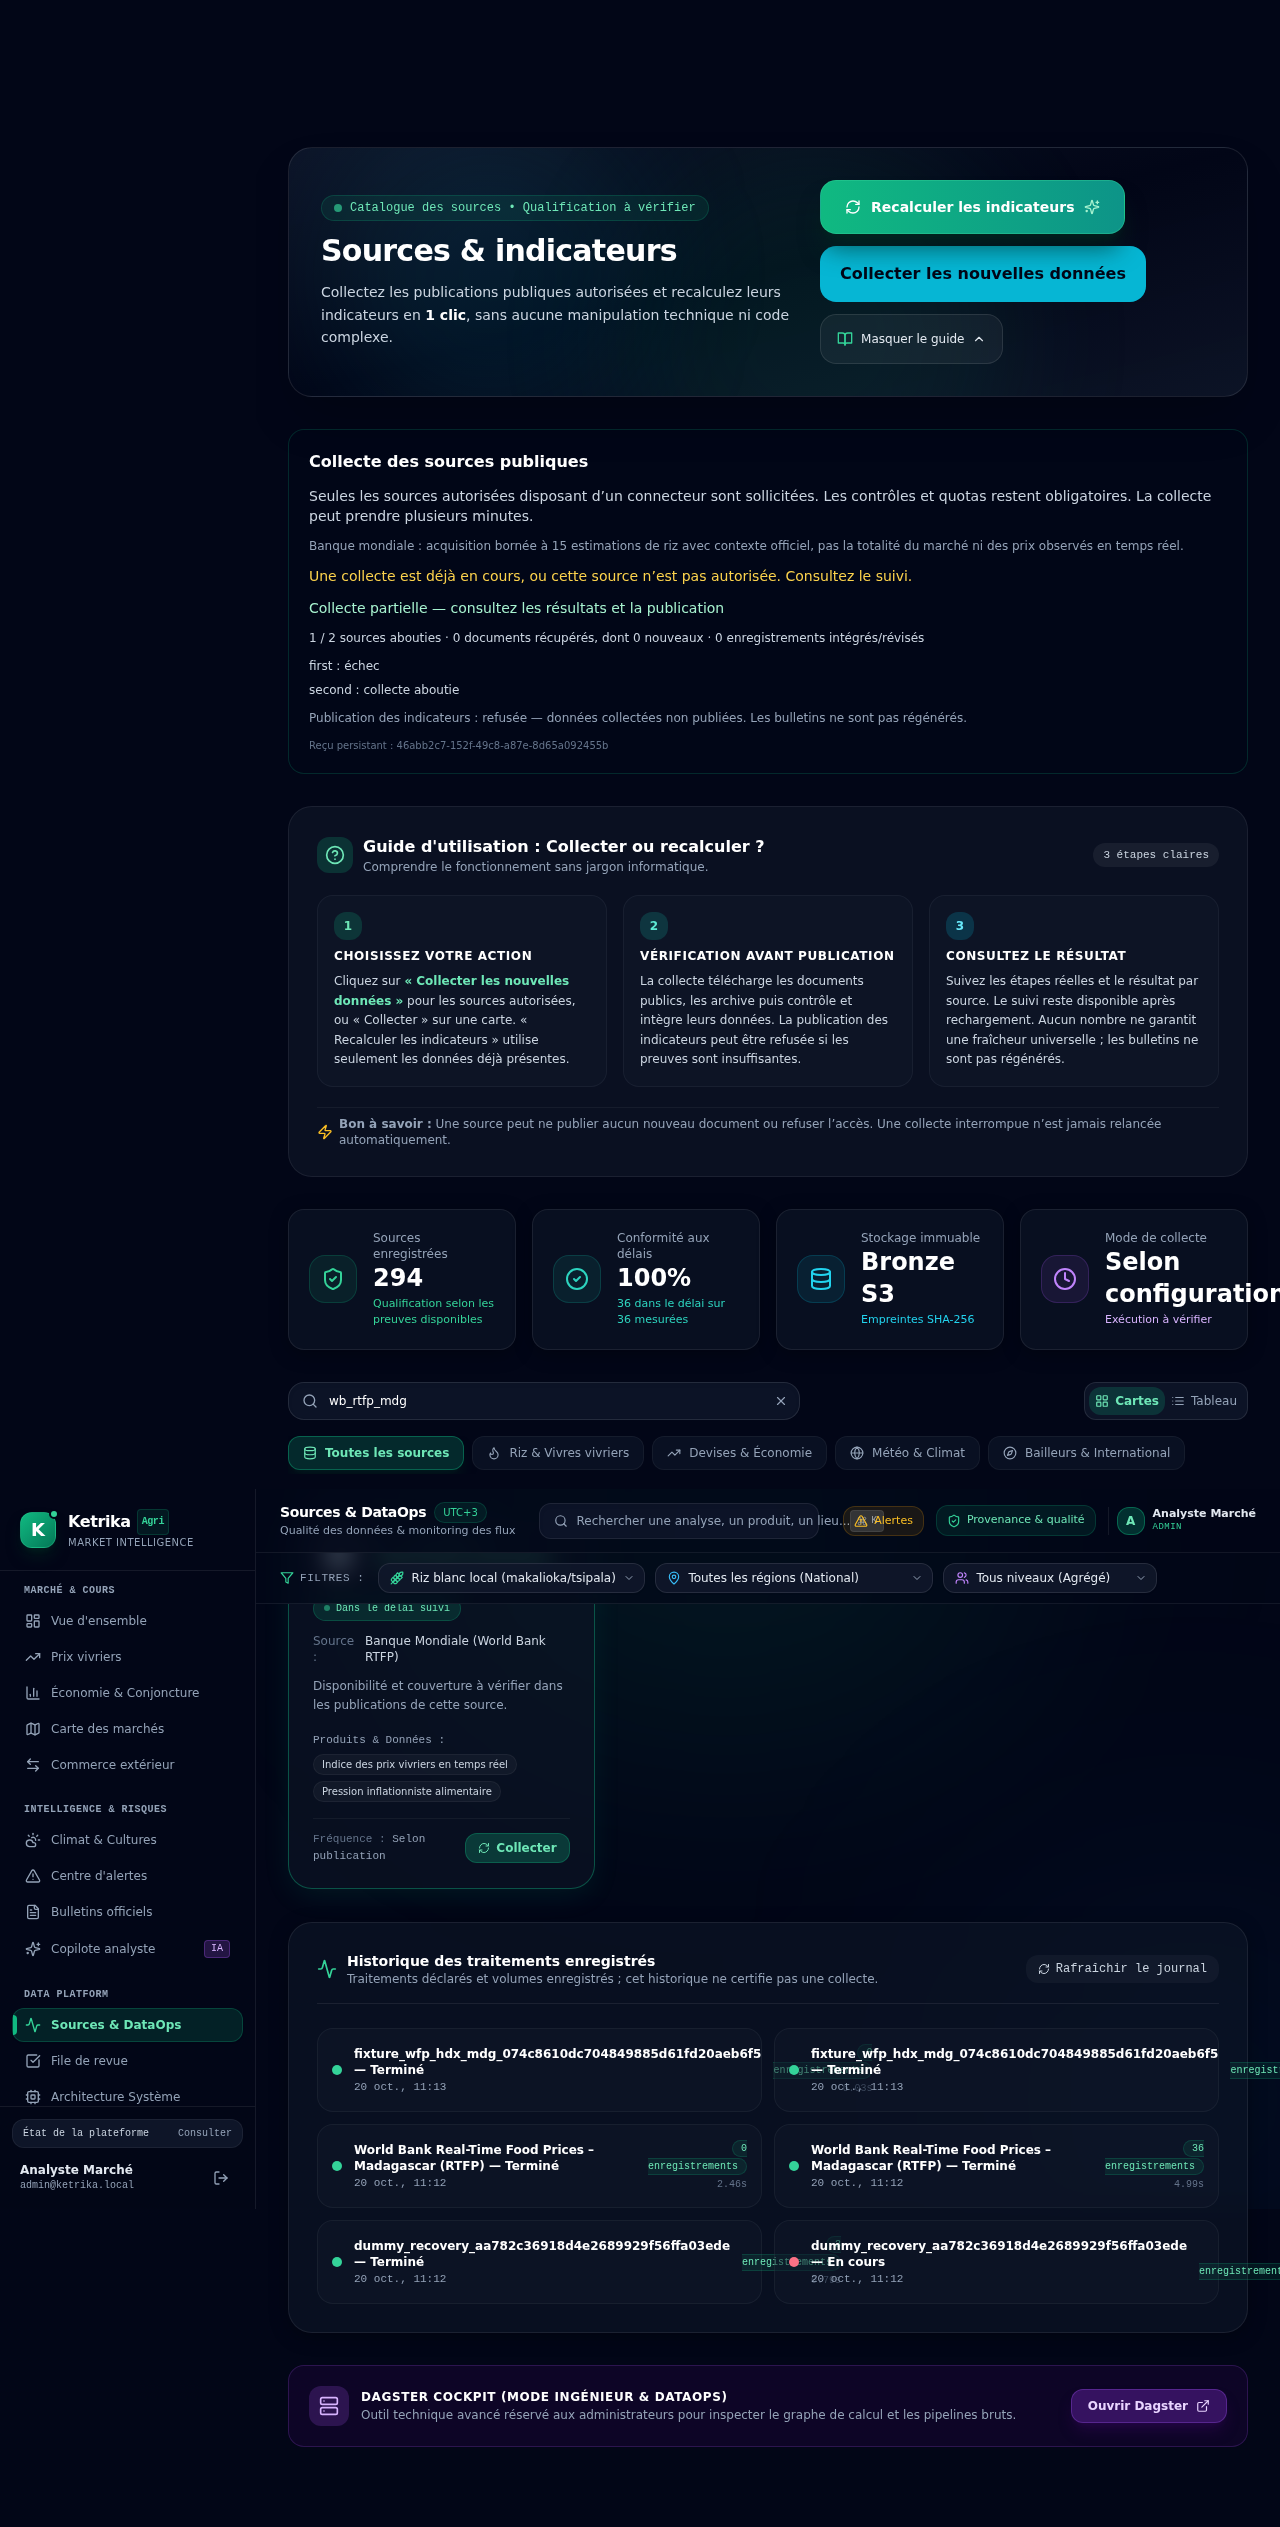 Catalogue des sources • Qualification à vérifier
Sources & indicateurs
Collectez les publications publiques autorisées et recalculez leurs
indicateurs en 1 clic, sans aucune manipulation technique ni code
complexe.
Recalculer les indicateurs
Collecter les nouvelles données
Masquer le guide
Collecte des sources publiques
Seules les sources autorisées disposant d’un connecteur sont sollicitées. Les contrôles et quotas restent obligatoires. La collecte
peut prendre plusieurs minutes.
Banque mondiale : acquisition bornée à 15 estimations de riz avec contexte officiel, pas la totalité du marché ni des prix observés en temps réel.
Une collecte est déjà en cours, ou cette source n’est pas autorisée. Consultez le suivi.
Collecte partielle — consultez les résultats et la publication
1 / 2 sources abouties · 0 documents récupérés, dont 0 nouveaux · 0 enregistrements intégrés/révisés
first : échec
second : collecte aboutie
Publication des indicateurs : refusée — données collectées non publiées. Les bulletins ne sont pas régénérés.
Reçu persistant : 46abb2c7-152f-49c8-a87e-8d65a092455b
Guide d'utilisation : Collecter ou recalculer ?
Comprendre le fonctionnement sans jargon informatique.
3 étapes claires
1
CHOISISSEZ VOTRE ACTION
Cliquez sur « Collecter les nouvelles
données » pour les sources autorisées,
ou « Collecter » sur une carte. «
Recalculer les indicateurs » utilise
seulement les données déjà présentes.
2
VÉRIFICATION AVANT PUBLICATION
La collecte télécharge les documents
publics, les archive puis contrôle et
intègre leurs données. La publication des
indicateurs peut être refusée si les
preuves sont insuffisantes.
3
CONSULTEZ LE RÉSULTAT
Suivez les étapes réelles et le résultat par
source. Le suivi reste disponible après
rechargement. Aucun nombre ne garantit
une fraîcheur universelle ; les bulletins ne
sont pas régénérés.
Bon à savoir : Une source peut ne publier aucun nouveau document ou refuser l’accès. Une collecte interrompue n’est jamais relancée
automatiquement.
Sources
enregistrées
294
Qualification selon les
preuves disponibles
Conformité aux
délais
100%
36 dans le délai sur
36 mesurées
Stockage immuable
Bronze
S3
Empreintes SHA-256
Mode de collecte
Selon
configuration
Exécution à vérifier
wb_rtfp_mdg
Cartes
Tableau
Toutes les sources
Riz & Vivres vivriers
Devises & Économie
Météo & Climat
Bailleurs & International
K
Ketrika Agri
MARKET INTELLIGENCE
Sources & DataOps UTC+3
Qualité des données & monitoring des flux
Rechercher une analyse, un produit, un lieu...
Alertes
Provenance & qualité
A
Analyste Marché
ADMIN
FILTRES :
Riz blanc local (makalioka/tsipala)
Toutes les régions (National)
Tous niveaux (Agrégé)
MARCHÉ & COURS
Vue d'ensemble
Prix vivriers
Économie & Conjoncture
Carte des marchés
Commerce extérieur
INTELLIGENCE & RISQUES
Climat & Cultures
Centre d'alertes
Bulletins officiels
Copilote analyste IA
DATA PLATFORM
Sources & DataOps
File de revue
Architecture Système
État de la plateforme Consulter
Analyste Marché
admin@ketrika.local
Dans le délai suivi
Source
:
Banque Mondiale (World Bank
RTFP)
Disponibilité et couverture à vérifier dans
les publications de cette source.
Produits & Données :
Indice des prix vivriers en temps réel
Pression inflationniste alimentaire
Fréquence : Selon
publication
Collecter
Historique des traitements enregistrés
Traitements déclarés et volumes enregistrés ; cet historique ne certifie pas une collecte.
Rafraîchir le journal
fixture_wfp_hdx_mdg_074c8610dc704849885d61fd20aeb6f5
— Terminé
20 oct., 11:13
fixture_wfp_hdx_mdg_074c8610dc704849885d61fd20aeb6f5
— Terminé
20 oct., 11:13
World Bank Real-Time Food Prices –
Madagascar (RTFP) — Terminé
20 oct., 11:12
0
enregistrements
2.46s
World Bank Real-Time Food Prices –
Madagascar (RTFP) — Terminé
20 oct., 11:12
36
enregistrements
4.99s
dummy_recovery_aa782c36918d4e2689929f56ffa03ede
— Terminé
20 oct., 11:12
dummy_recovery_aa782c36918d4e2689929f56ffa03ede
— En cours
20 oct., 11:12
DAGSTER COCKPIT (MODE INGÉNIEUR & DATAOPS)
Outil technique avancé réservé aux administrateurs pour inspecter le graphe de calcul et les pipelines bruts.
Ouvrir Dagster